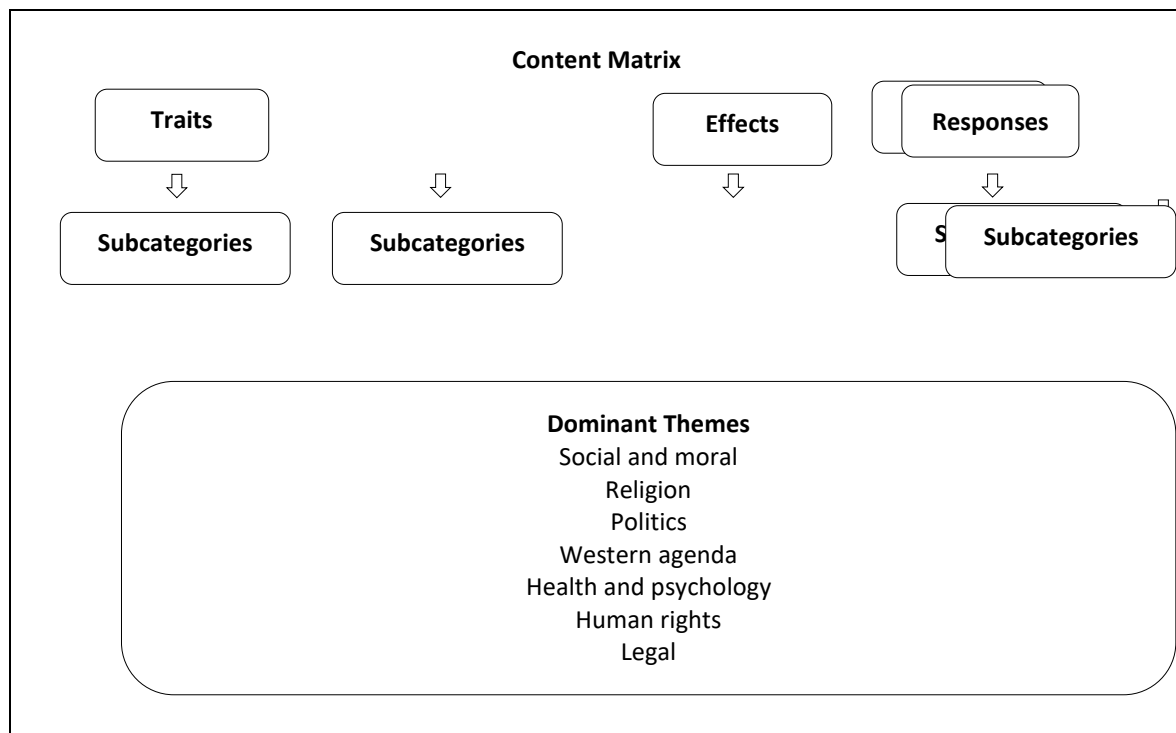 Content Matrix
Traits
Effects
Responses
Subcategories
Subcategories
Subcategories
Dominant Themes
Social and moral
Religion
Politics
Western agenda
Health and psychology
Human rights
Legal